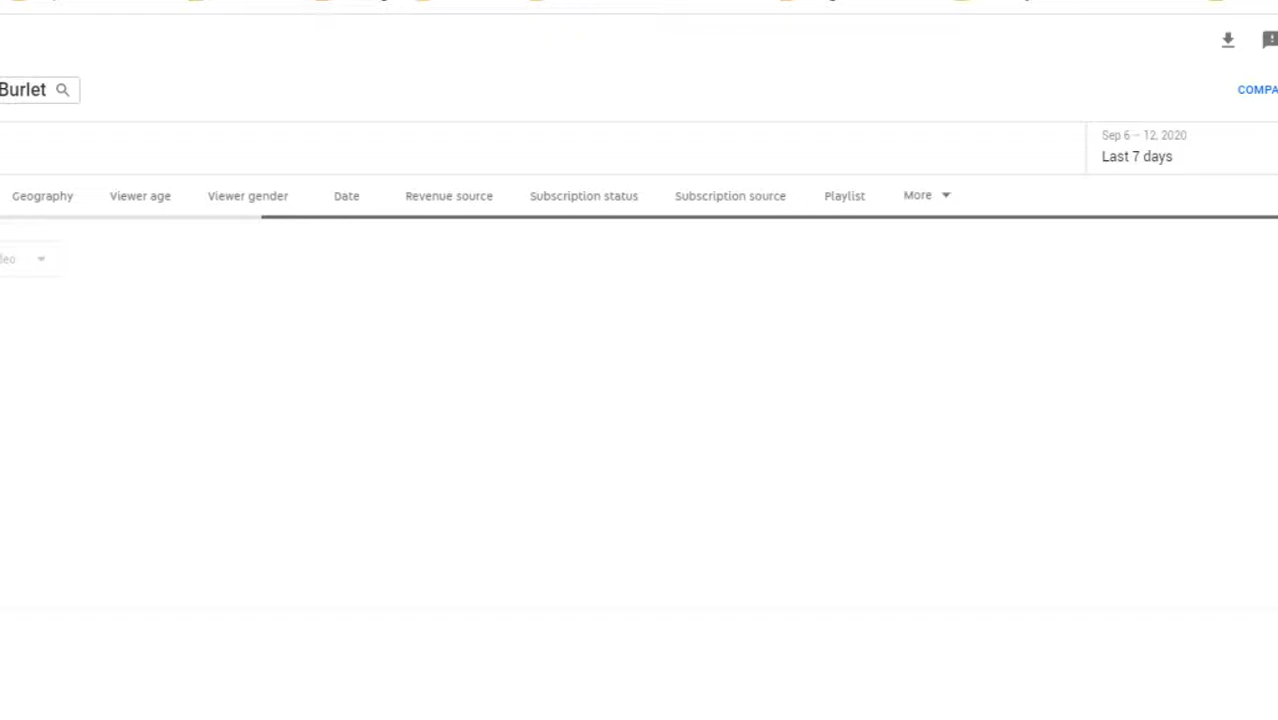 Burlet
COMPA
Sep 6 – 12, 2020
Last 7 days
Geography Viewer age Viewer gender Date Revenue source Subscription status Subscription source Playlist More
deo